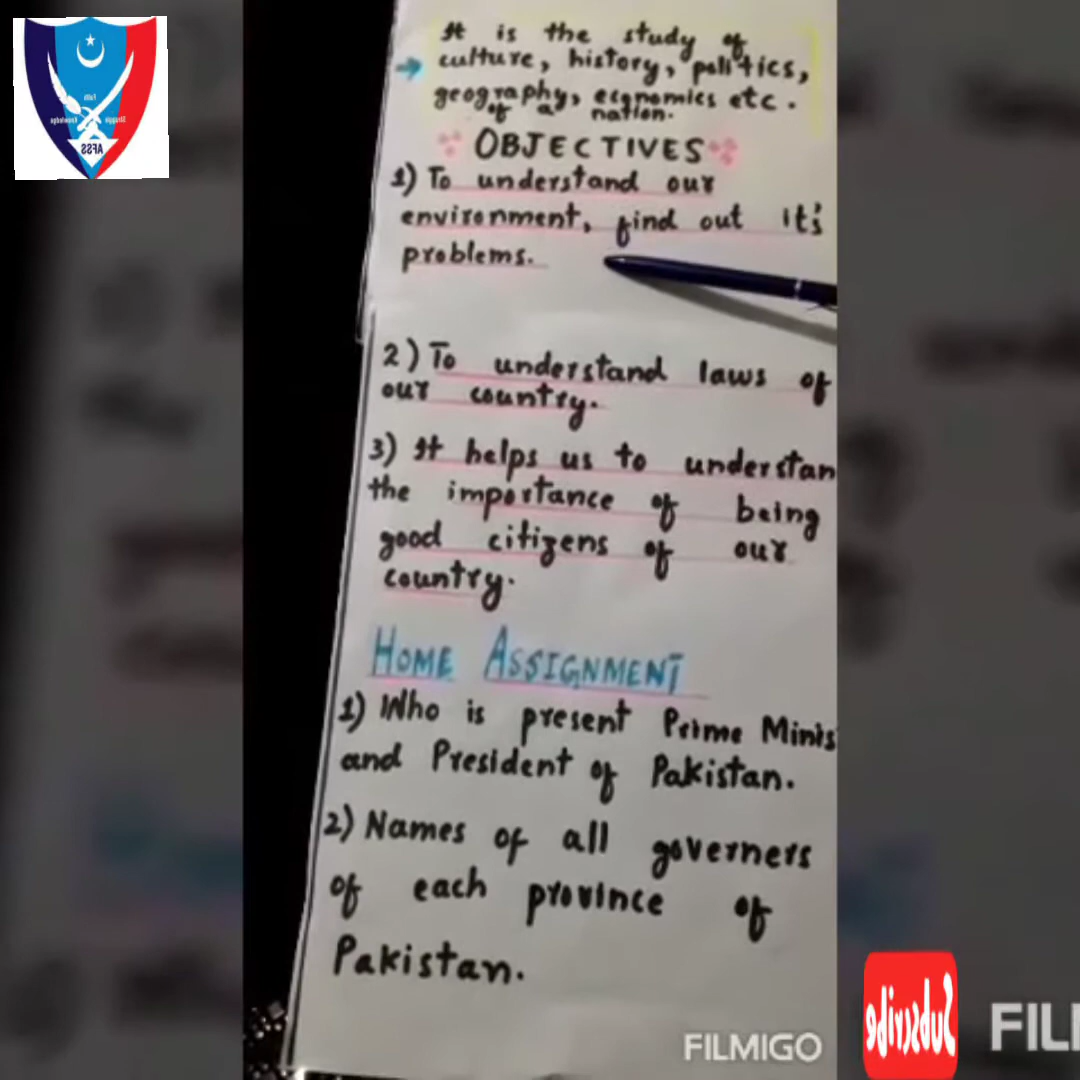 It is the study of
culture, history, politics,
geography, economics etc.
of a nation.
OBJECTIVES
1) To understand our
environment, find out it's
problems.
2) To understand laws of
our country.
3) It helps us to understan
the importance of being
good citizens of our
country.
HOME ASSIGNMENT
1) Who is present Prime Minis
and President of Pakistan.
2) Names of all governers
of each province of
Pakistan.
FILMIGO
Subscribe
FIL
Faith
Struggle
Knowledge
AFSS